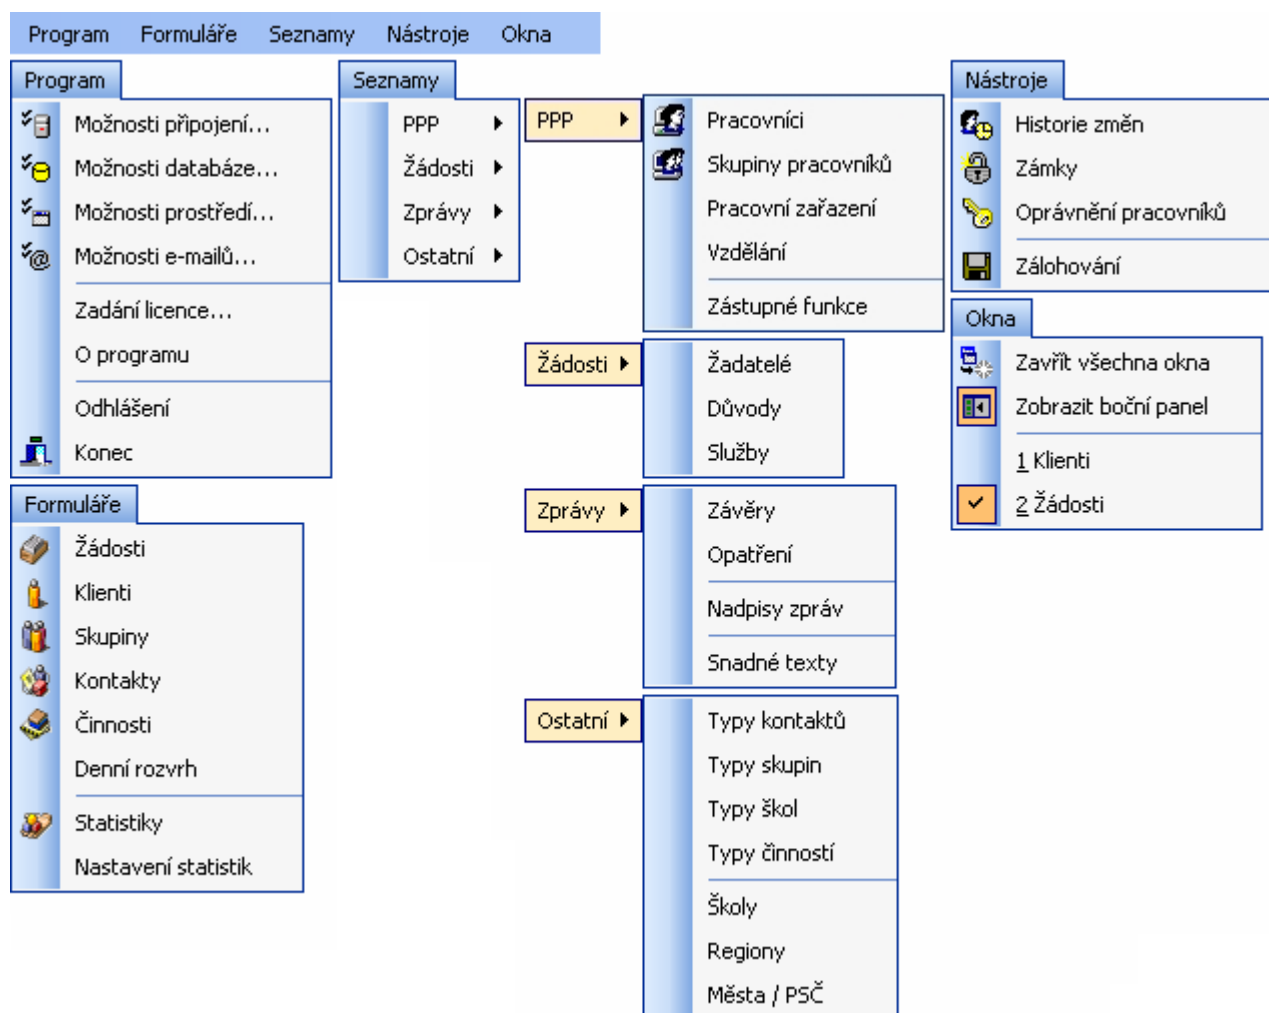 Program Formuláře Seznamy Nástroje Okna
Program
Možnosti připojení...
Možnosti databáze...
Možnosti prostředí...
Možnosti e-mailů...
Zadání licence...
O programu
Odhlášení
Konec
Formuláře
Žádosti
Klienti
Skupiny
Kontakty
Činnosti
Denní rozvrh
Statistiky
Nastavení statistik
Seznamy
PPP
Žádosti
Zprávy
Ostatní
PPP
Pracovníci
Skupiny pracovníků
Pracovní zařazení
Vzdělání
Zástupné funkce
Žádosti
Žadatelé
Důvody
Služby
Zprávy
Závěry
Opatření
Nadpisy zpráv
Snadné texty
Ostatní
Typy kontaktů
Typy skupin
Typy škol
Typy činností
Školy
Regiony
Města / PSČ
Nástroje
Historie změn
Zámky
Oprávnění pracovníků
Zálohování
Okna
Zavřít všechna okna
Zobrazit boční panel
1 Klienti
2 Žádosti